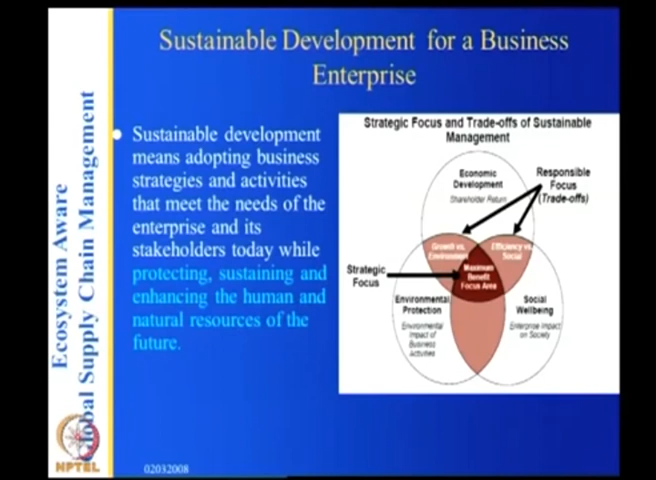 Sustainable Development for a Business
Enterprise
Ecosystem Aware
Global Supply Chain Management
Sustainable development
means adopting business
strategies and activities
that meet the needs of the
enterprise and its
stakeholders today while
protecting, sustaining and
enhancing the human and
natural resources of the
future.
Strategic Focus and Trade-offs of Sustainable
Management
Economic
Development
Shareholder Return
Responsible
Focus
(Trade-offs)
Growth vs.
Environment
Efficiency vs.
Social
Strategic
Focus
Maximum
Benefit
Focus Area
Environmental
Protection
Environmental
Impact of
Business
Activities
Social
Wellbeing
Enterprise Impact
on Society
NPTEL
02032008